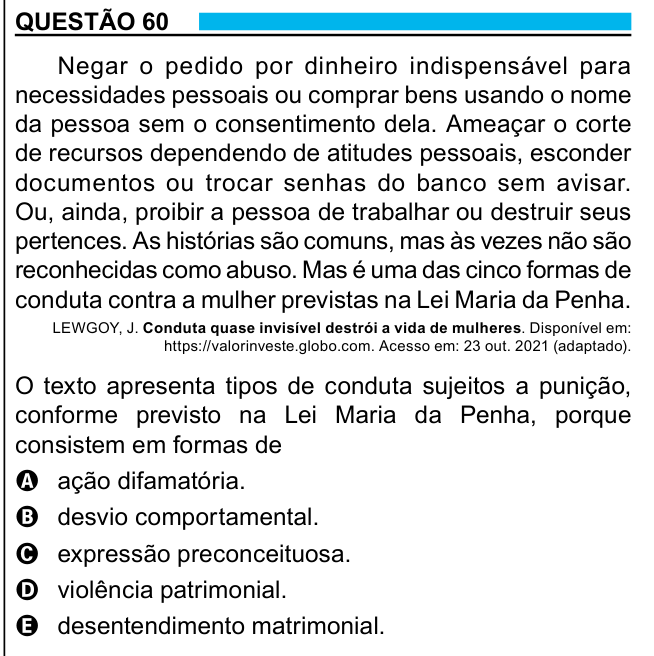 QUESTÃO 60
Negar o pedido por dinheiro indispensável para
necessidades pessoais ou comprar bens usando o nome
da pessoa sem o consentimento dela. Ameaçar o corte
de recursos dependendo de atitudes pessoais, esconder
documentos ou trocar senhas do banco sem avisar.
Ou, ainda, proibir a pessoa de trabalhar ou destruir seus
pertences. As histórias são comuns, mas às vezes não são
reconhecidas como abuso. Mas é uma das cinco formas de
conduta contra a mulher previstas na Lei Maria da Penha.
LEWGOY, J. Conduta quase invisível destrói a vida de mulheres. Disponível em:
https://valorinveste.globo.com. Acesso em: 23 out. 2021 (adaptado).
O texto apresenta tipos de conduta sujeitos a punição,
conforme previsto na Lei Maria da Penha, porque
consistem em formas de
A ação difamatória.
B desvio comportamental.
C expressão preconceituosa.
D violência patrimonial.
E desentendimento matrimonial.